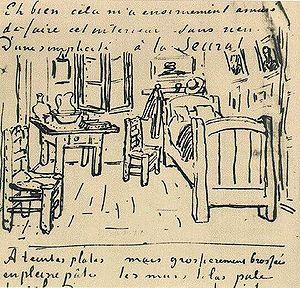 Eh bien cela m'a enormement amusé
de faire cet interieur sans rien
D'une simplicité à la Seurat
A teintes plates mais grossierement brossées
en pleine pâte les murs lilas pale